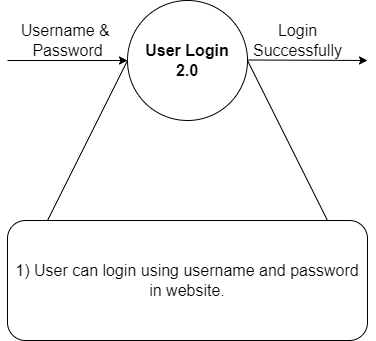 Username &
Password
User Login
2.0
Login
Successfully
1) User can login using username and password
in website.